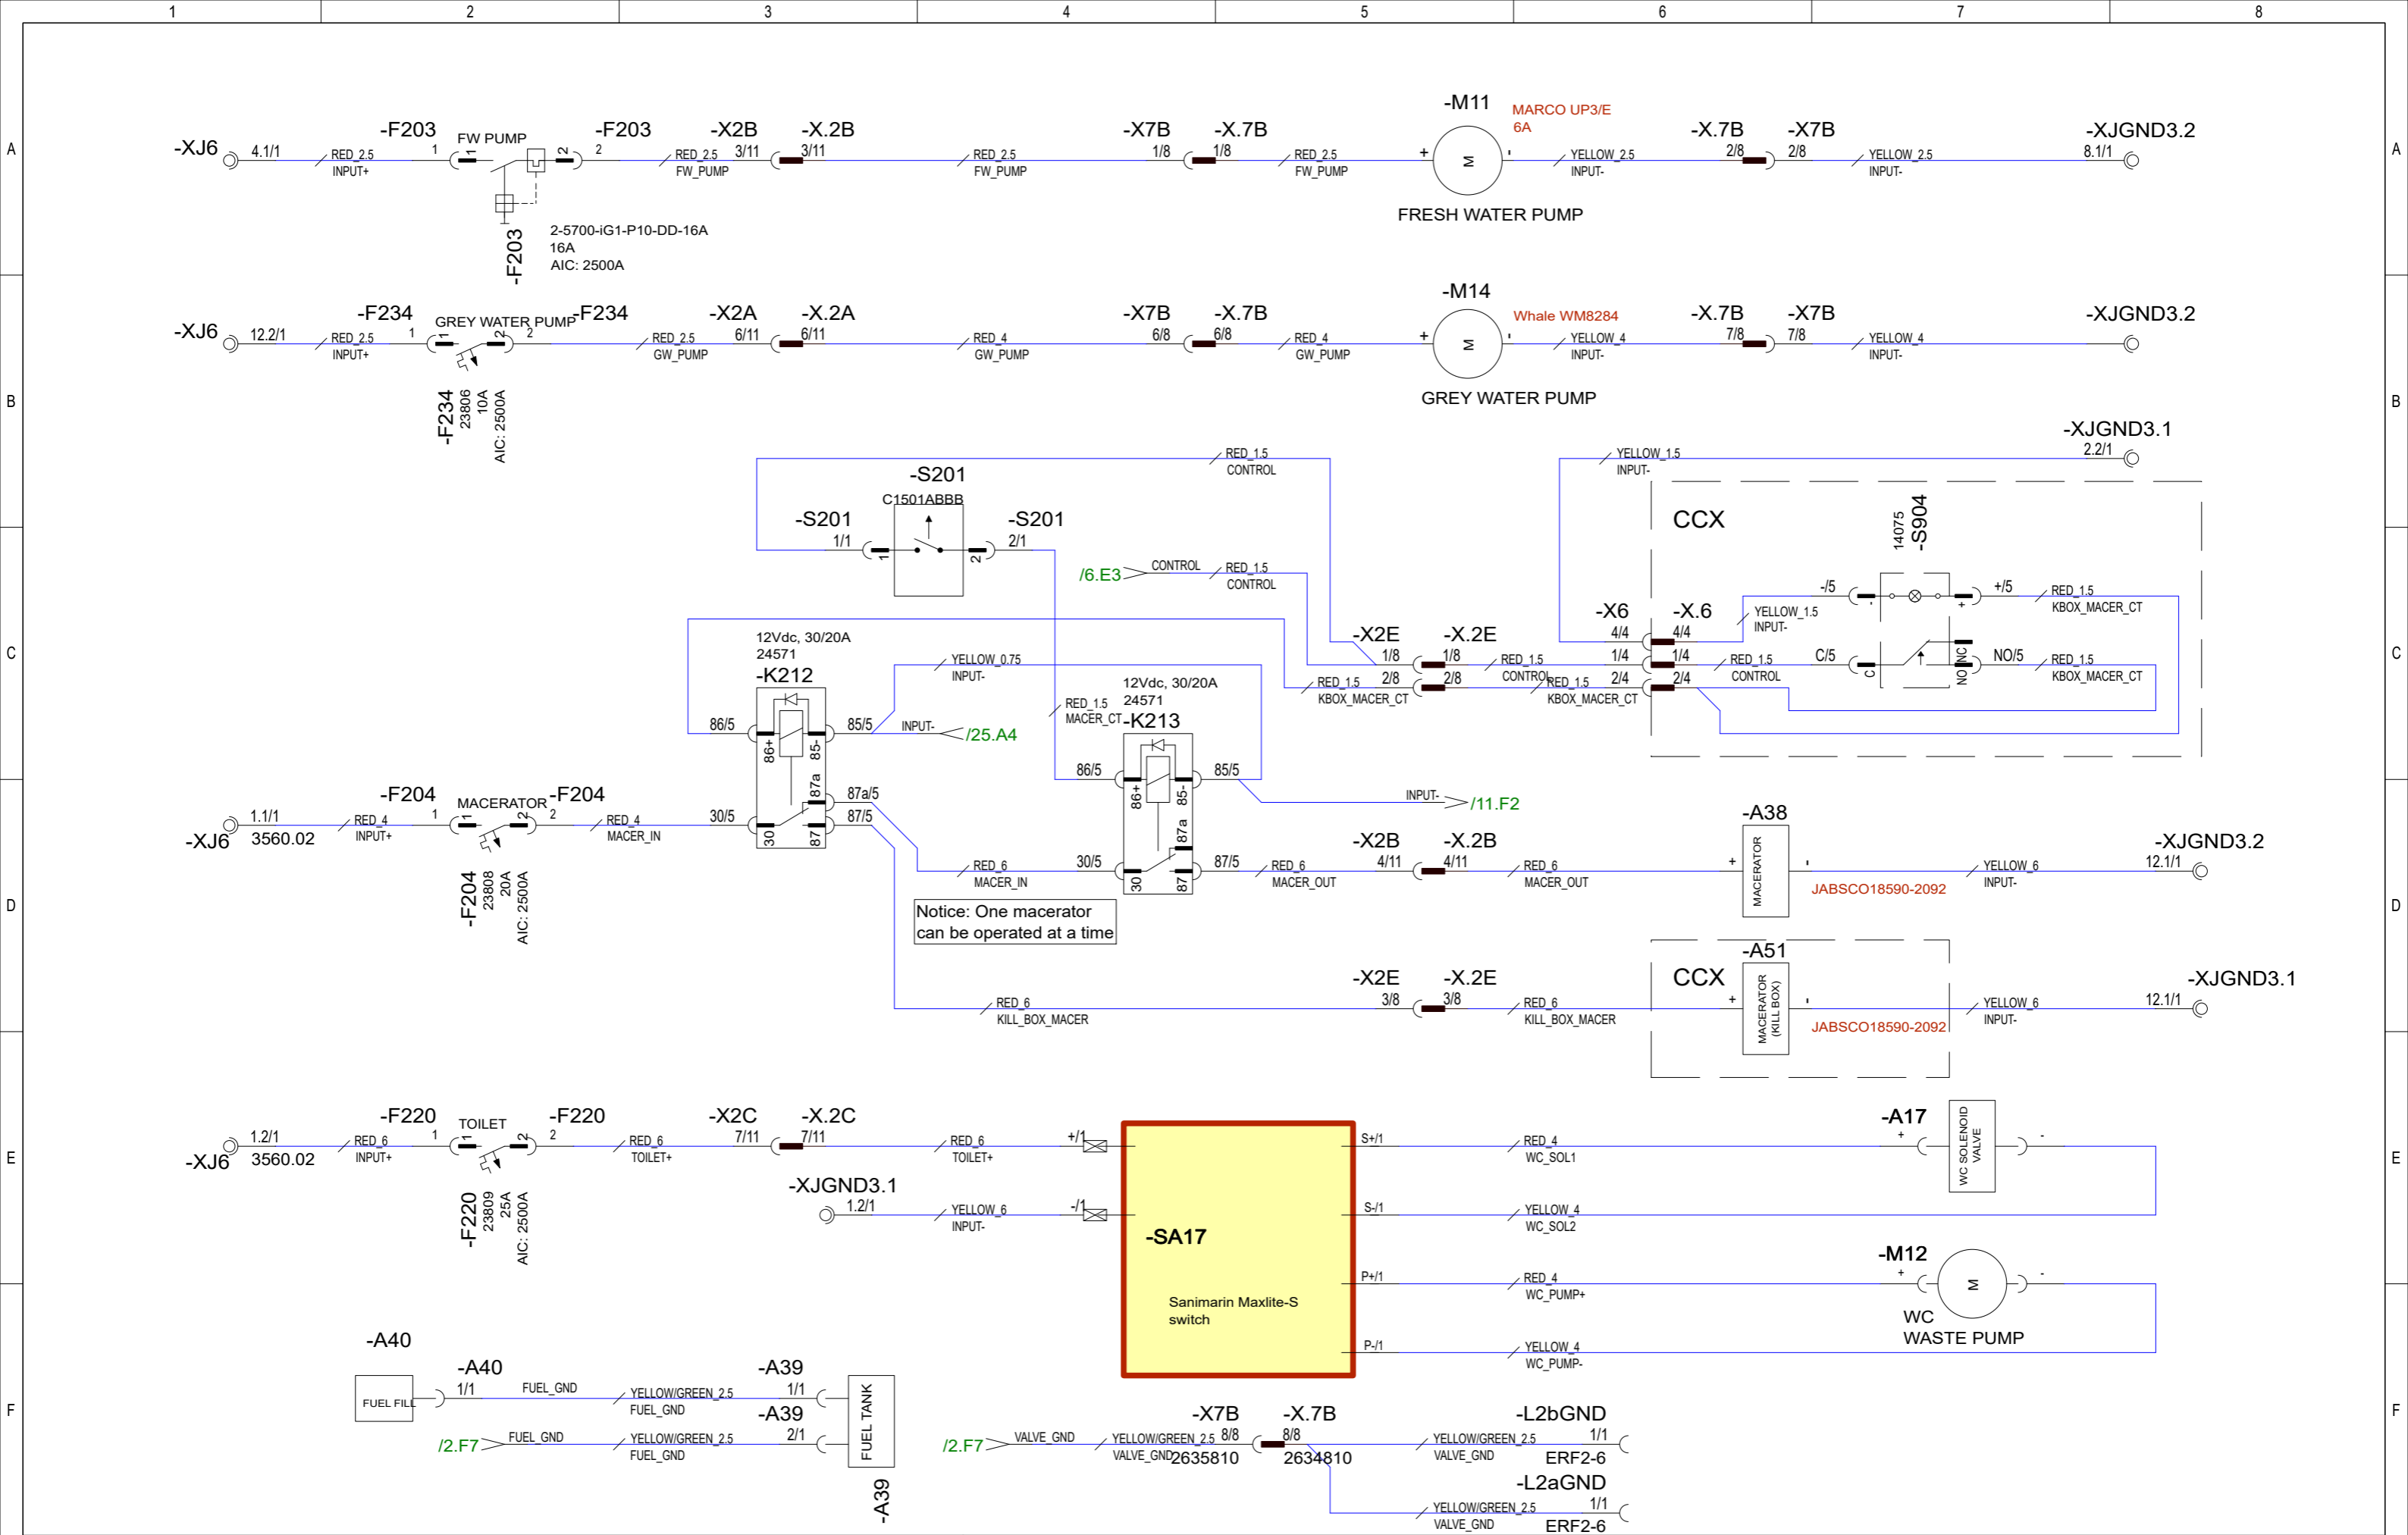 1 2 3 4 5 6 7 8
A A
-XJ6 4.1/1 RED_2.5 INPUT+ -F203 1 FW PUMP 1 2 -F203 2 RED_2.5 FW_PUMP -X2B 3/11 -X.2B 3/11 RED_2.5 FW_PUMP -X7B 1/8 -X.7B 1/8 RED_2.5 FW_PUMP + -M11 M - YELLOW_2.5 INPUT- -X.7B 2/8 -X7B 2/8 YELLOW_2.5 INPUT- -XJGND3.2 8.1/1
MARCO UP3/E
6A
FRESH WATER PUMP
-F203
2-5700-iG1-P10-DD-16A
16A
AIC: 2500A
B B
-XJ6 12.2/1 RED_2.5 INPUT+ -F234 1 GREY WATER PUMP 1 2 -F234 2 RED_2.5 GW_PUMP -X2A 6/11 -X.2A 6/11 RED_4 GW_PUMP -X7B 6/8 -X.7B 6/8 RED_4 GW_PUMP + -M14 M - YELLOW_4 INPUT- -X.7B 7/8 -X7B 7/8 YELLOW_4 INPUT- -XJGND3.2
Whale WM8284
GREY WATER PUMP
-F234
23806
10A
AIC: 2500A
RED_1.5
CONTROL
YELLOW_1.5
INPUT-
-XJGND3.1
2.2/1
-S201
C1501ABBB
-S201 1/1 1 2 -S201 2/1
/6.E3 CONTROL RED_1.5
CONTROL
CCX
14075
-S904
-/5 - + +/5 RED_1.5
KBOX_MACER_CT
YELLOW_1.5
INPUT-
C C
-X2E 1/8 -X.2E 1/8 RED_1.5 CONTROL -X6 4/4 -X.6 4/4
1/4 1/4 RED_1.5 CONTROL C/5 C NC NO NO/5 RED_1.5
KBOX_MACER_CT
RED_1.5 KBOX_MACER_CT 2/8 2/8 RED_1.5 KBOX_MACER_CT 2/4 2/4
12Vdc, 30/20A
24571
-K212
86/5 86+ 85- 85/5 INPUT- /25.A4
YELLOW_0.75
INPUT-
RED_1.5
MACER_CT
12Vdc, 30/20A
24571
-K213
86/5 86+ 85- 85/5
INPUT- /11.F2
87a 87a/5
30/5 30 87 87/5
-XJ6 1.1/1 3560.02 RED_4 INPUT+ -F204 1 MACERATOR 1 2 -F204 2 RED_4 MACER_IN
-F204
23808
20A
AIC: 2500A
D D
RED_6 MACER_IN 30/5 30 87a 87 87/5 RED_6 MACER_OUT -X2B 4/11 -X.2B 4/11 RED_6 MACER_OUT + -A38 MACERATOR - YELLOW_6 INPUT- -XJGND3.2 12.1/1
JABSCO18590-2092
Notice: One macerator
can be operated at a time
RED_6 KILL_BOX_MACER -X2E 3/8 -X.2E 3/8 RED_6 KILL_BOX_MACER CCX + -A51 MACERATOR (KILL BOX) - YELLOW_6 INPUT- -XJGND3.1 12.1/1
JABSCO18590-2092
E E
-XJ6 1.2/1 3560.02 RED_6 INPUT+ -F220 1 TOILET 1 2 -F220 2 RED_6 TOILET+ -X2C 7/11 -X.2C 7/11 RED_6 TOILET+ +/1
-F220
23809
25A
AIC: 2500A
-XJGND3.1 1.2/1 YELLOW_6 INPUT- -/1
-SA17
Sanimarin Maxlite-S
switch
S+/1 RED_4 WC_SOL1 -A17 + WC SOLENOID VALVE -
S-/1 YELLOW_4 WC_SOL2
P+/1 RED_4 WC_PUMP+ -M12 + M -
WC
WASTE PUMP
P-/1 YELLOW_4 WC_PUMP-
F F
-A40
FUEL FILL
-A40 1/1 FUEL_GND YELLOW/GREEN_2.5 FUEL_GND -A39 1/1
FUEL TANK
/2.F7 FUEL_GND YELLOW/GREEN_2.5 FUEL_GND -A39 2/1
-A39
/2.F7 VALVE_GND YELLOW/GREEN_2.5 VALVE_GND -X7B 8/8 2635810 -X.7B 8/8 2634810 YELLOW/GREEN_2.5 VALVE_GND -L2bGND 1/1 ERF2-6
YELLOW/GREEN_2.5 VALVE_GND -L2aGND 1/1 ERF2-6